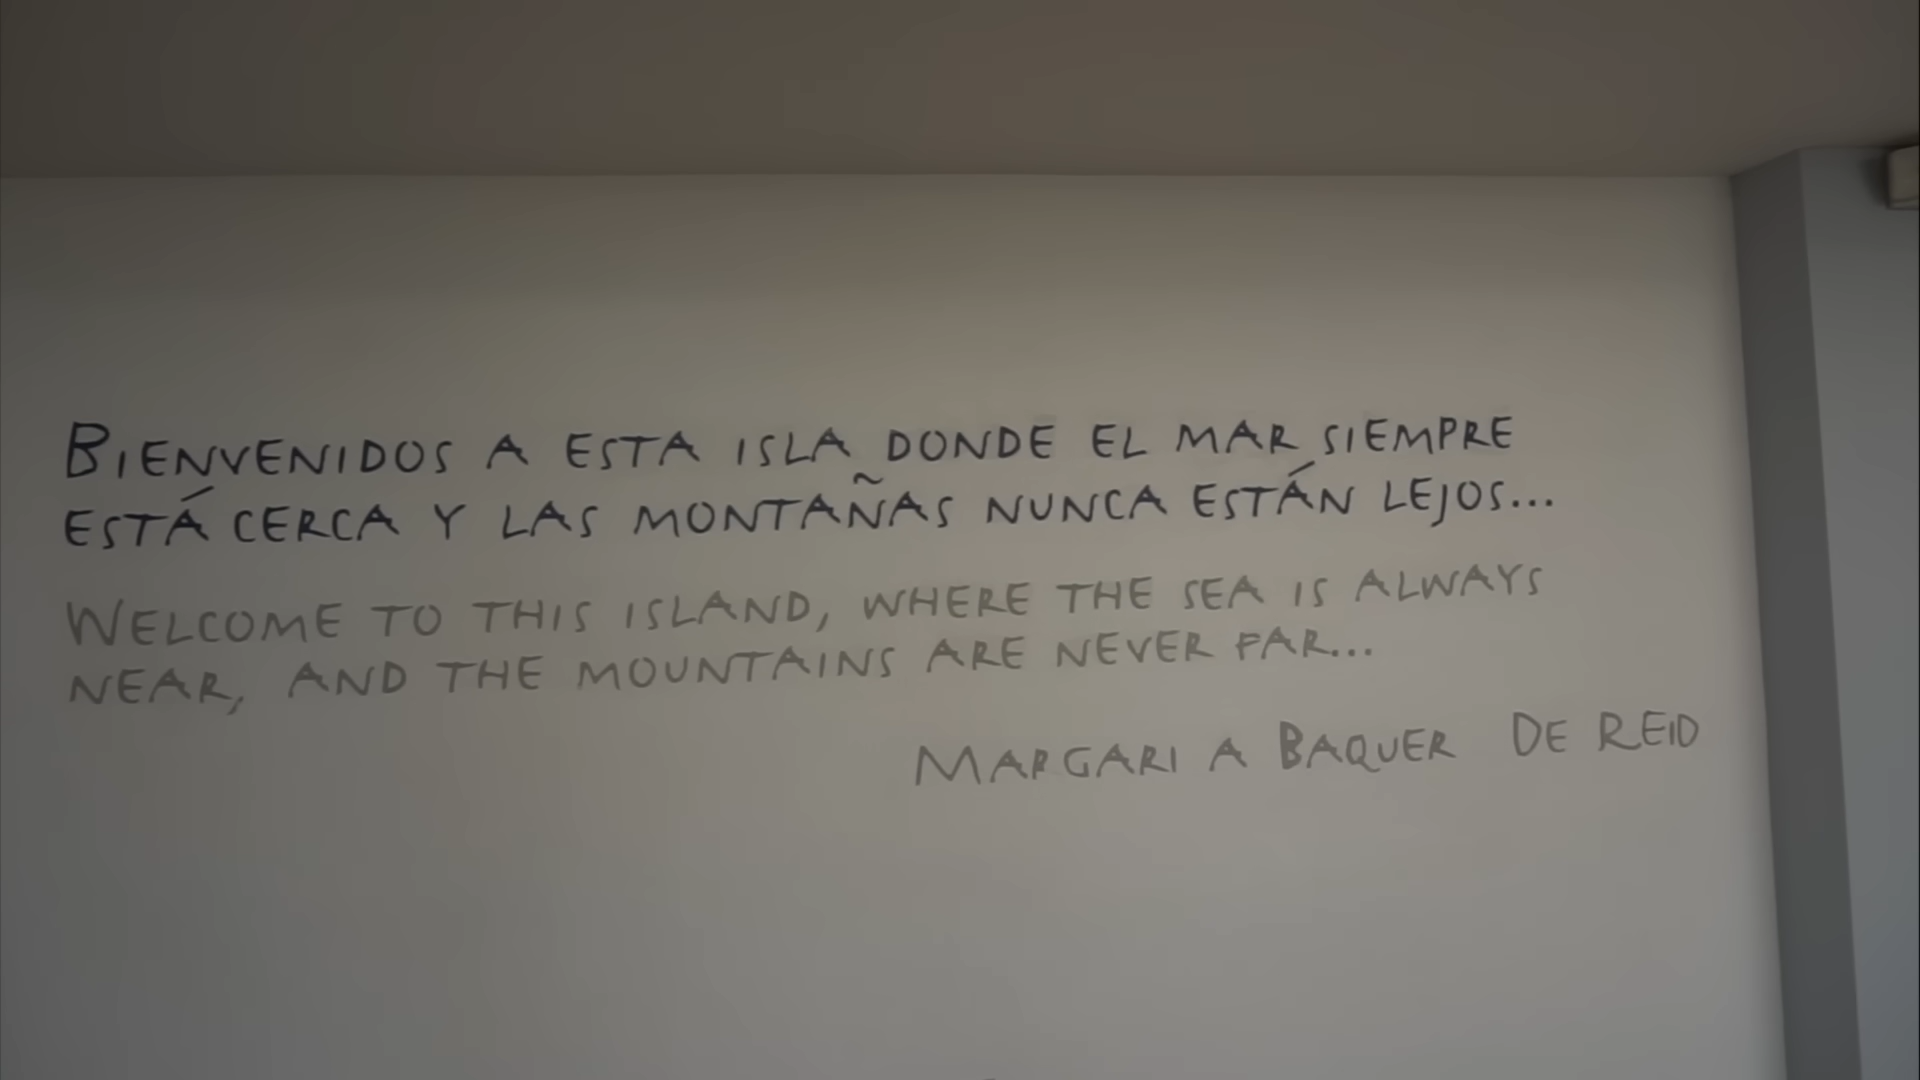 BIENVENIDOS A ESTA ISLA DONDE EL MAR SIEMPRE
ESTÁ CERCA Y LAS MONTAÑAS NUNCA ESTÁN LEJOS...
WELCOME TO THIS ISLAND, WHERE THE SEA IS ALWAYS
NEAR, AND THE MOUNTAINS ARE NEVER FAR...
MARGARI A BAQUER DE REID